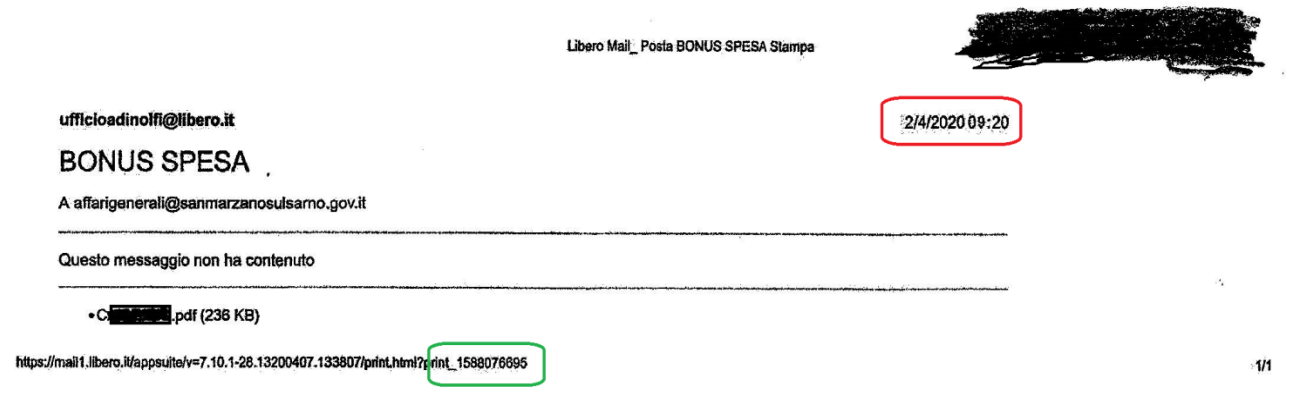 Libero Mail_ Posta BONUS SPESA Stampa
ufficioadinolfi@libero.it
2/4/2020 09:20
BONUS SPESA
A affarigenerali@sanmarzanosulsarno.gov.it
Questo messaggio non ha contenuto
•C .pdf (236 KB)
https://mail1.libero.it/appsuite/v=7.10.1-28.13200407.133807/print.html?print_1588076695
1/1